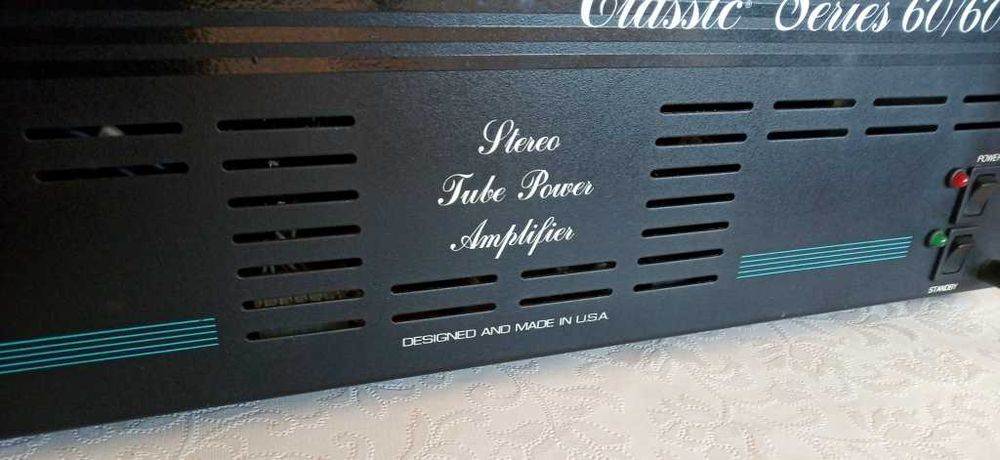 Classic® Series 60/60
Stereo
Tube Power
Amplifier
POWER
STANDBY
DESIGNED AND MADE IN U.S.A.